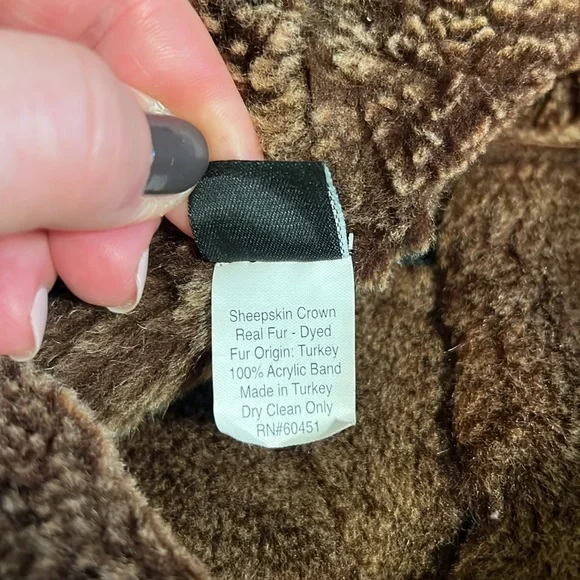 Sheepskin Crown
Real Fur - Dyed
Fur Origin: Turkey
100% Acrylic Band
Made in Turkey
Dry Clean Only
RN#60451